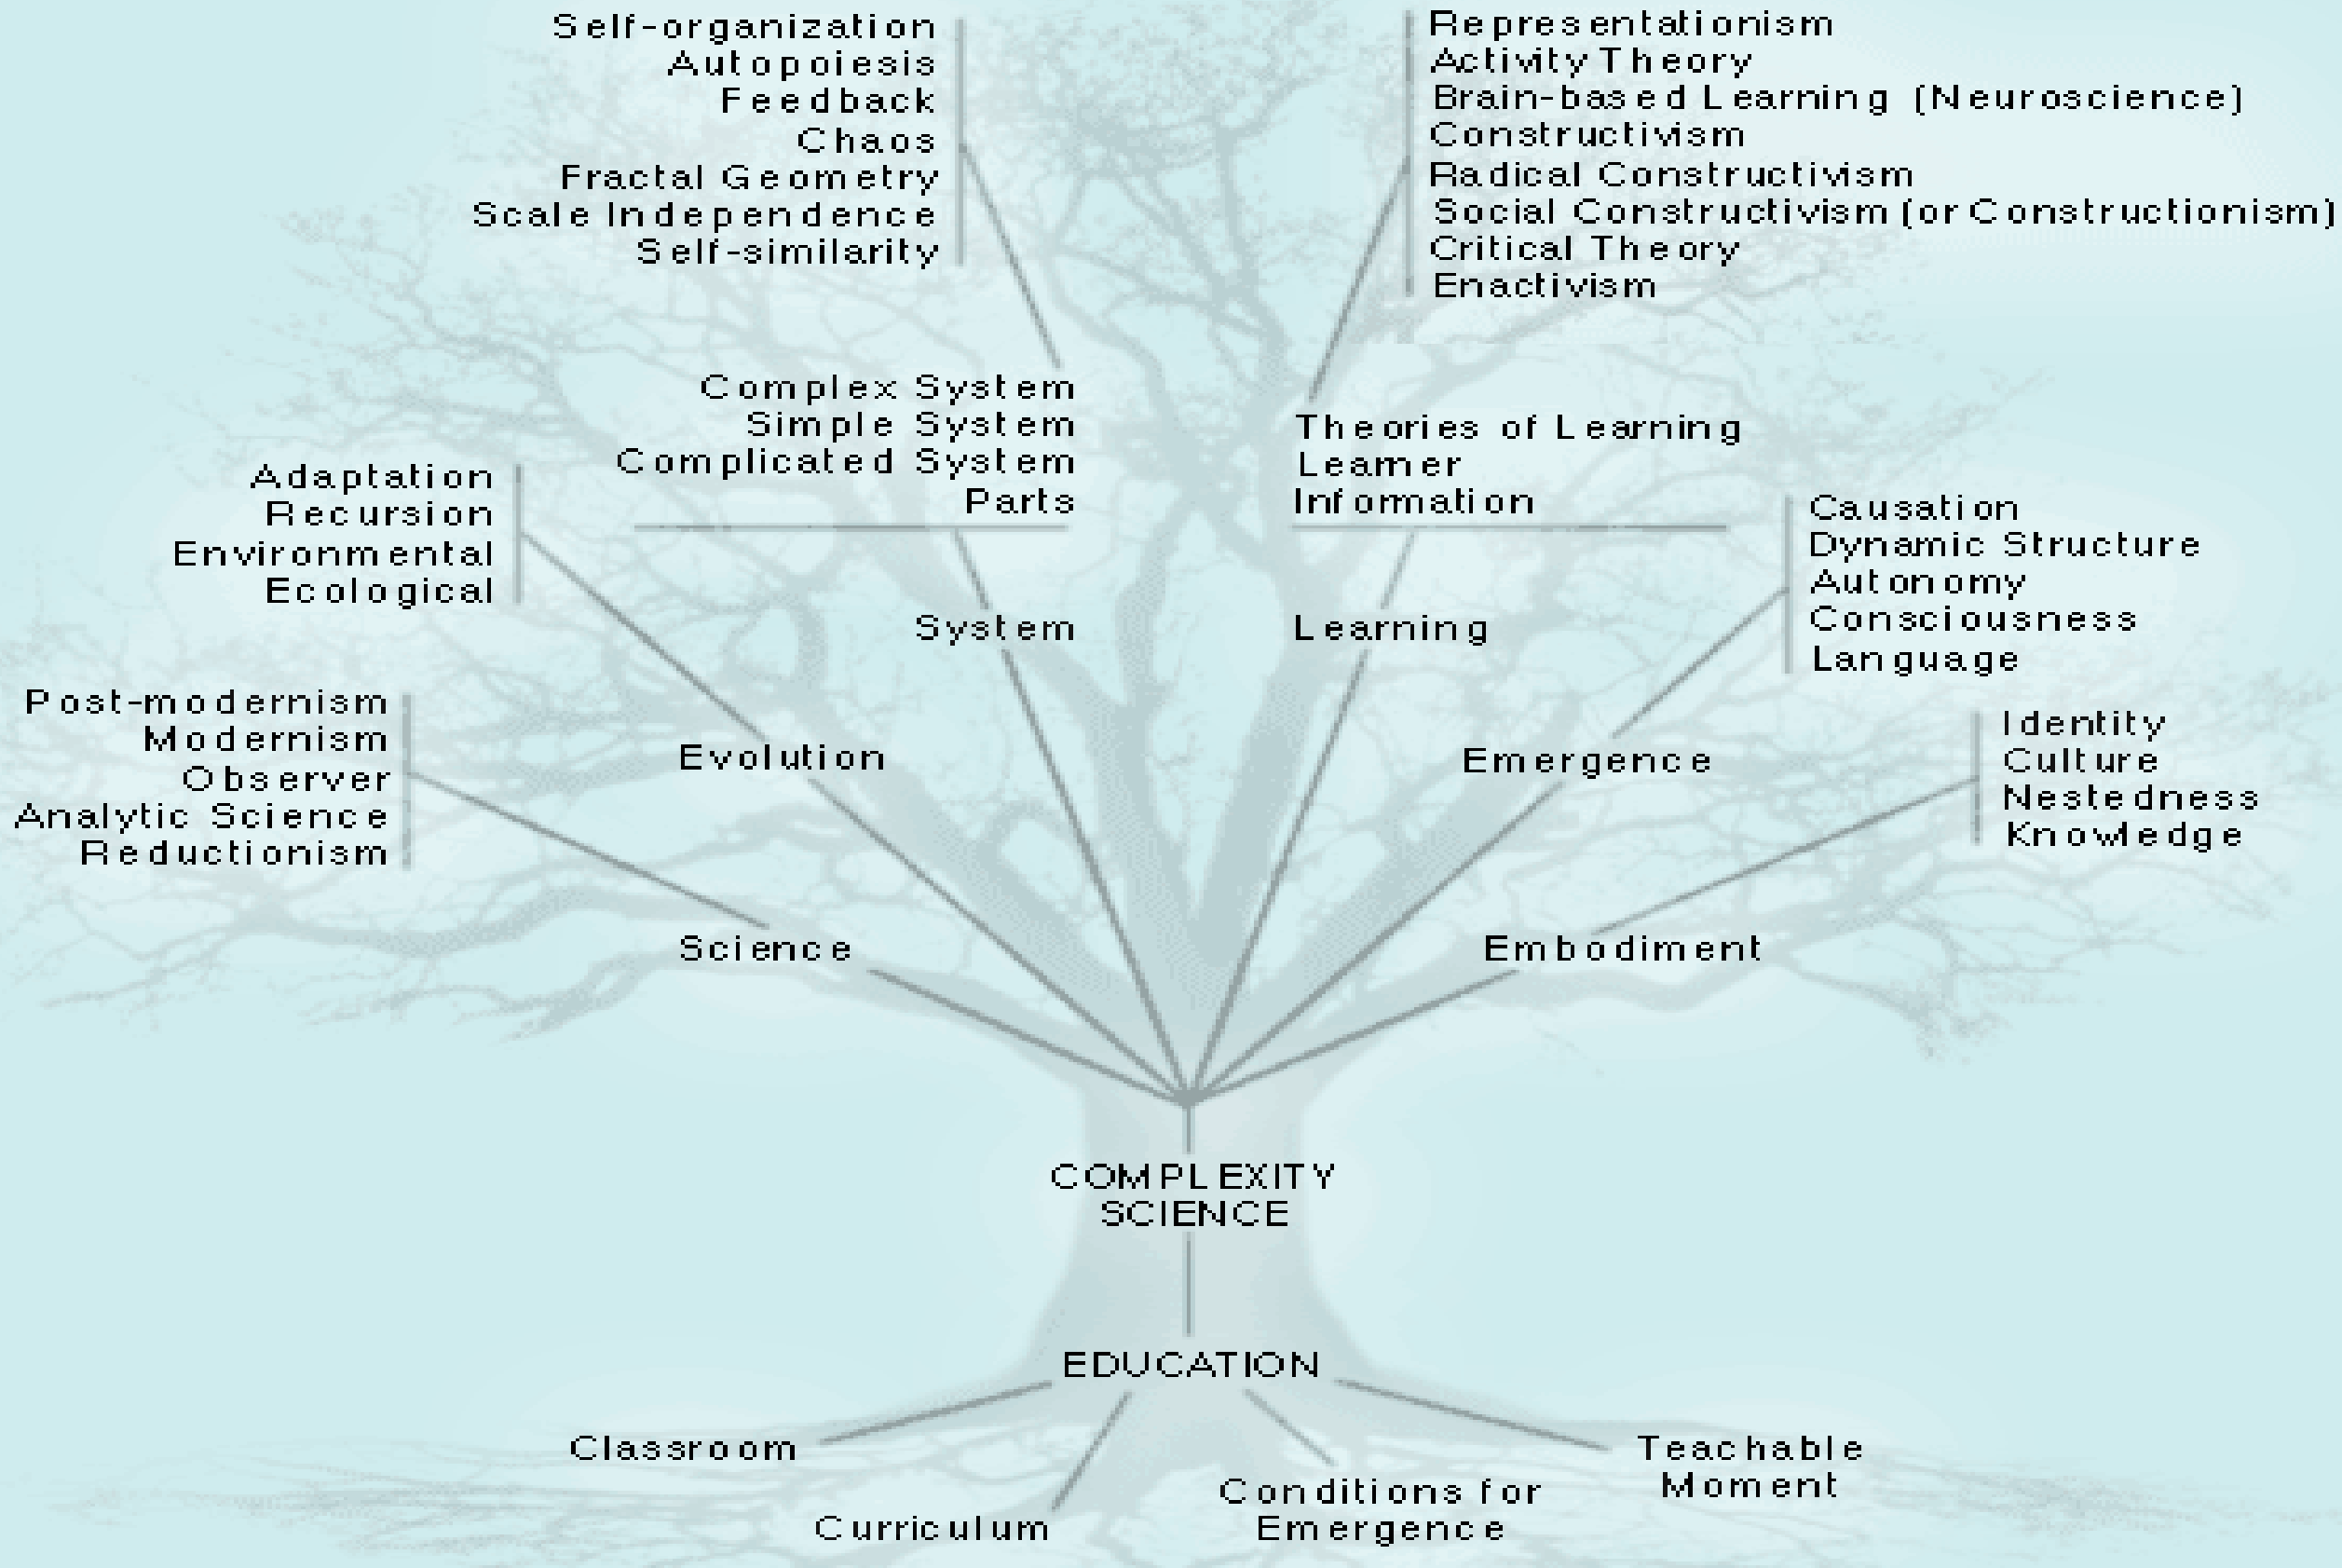 Self-organization
Autopoiesis
Feedback
Chaos
Fractal Geometry
Scale Independence
Self-similarity
Representationism
Activity Theory
Brain-based Learning (Neuroscience)
Constructivism
Radical Constructivism
Social Constructivism (or Constructionism)
Critical Theory
Enactivism
Complex System
Simple System
Complicated System
Parts
Theories of Learning
Learner
Information
Adaptation
Recursion
Environmental
Ecological
Causation
Dynamic Structure
Autonomy
Consciousness
Language
System
Learning
Post-modernism
Modernism
Observer
Analytic Science
Reductionism
Evolution
Emergence
Identity
Culture
Nestedness
Knowledge
Science
Embodiment
COMPLEXITY
SCIENCE
EDUCATION
Classroom
Curriculum
Conditions for
Emergence
Teachable
Moment